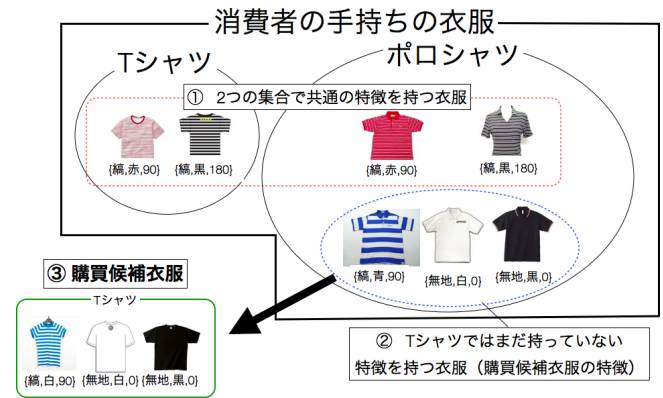 消費者の手持ちの衣服
Tシャツ
ポロシャツ
① 2つの集合で共通の特徴を持つ衣服
{縞,赤,90}
{縞,黒,180}
{縞,赤,90}
{縞,黒,180}
{縞,青,90}
{無地,白,0}
{無地,黒,0}
③ 購買候補衣服
Tシャツ
{縞,白,90}
{無地,白,0}
{無地,黒,0}
② Tシャツではまだ持っていない
特徴を持つ衣服（購買候補衣服の特徴）